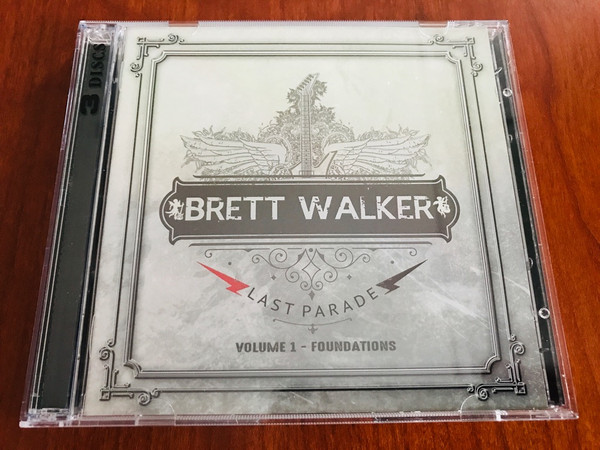 3 DISCS
BRETT WALKER
LAST PARADE
VOLUME 1 - FOUNDATIONS